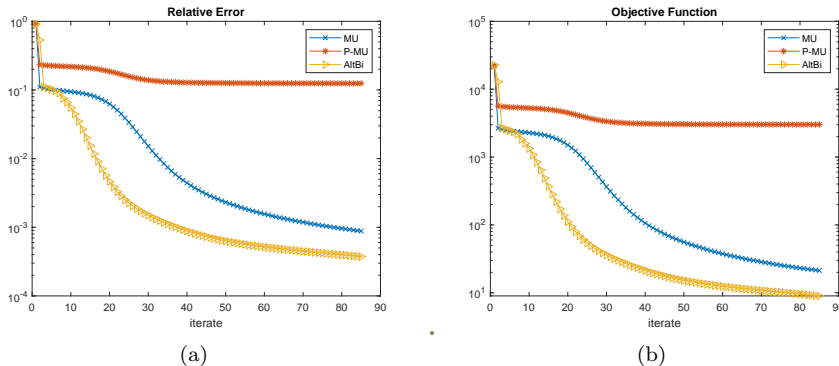 Relative Error
10^0
10^-1
10^-2
10^-3
10^-4
0 10 20 30 40 50 60 70 80 90
iterate
MU
P-MU
AltBi
(a)
Objective Function
10^5
10^4
10^3
10^2
10^1
0 10 20 30 40 50 60 70 80 90
iterate
MU
P-MU
AltBi
(b)